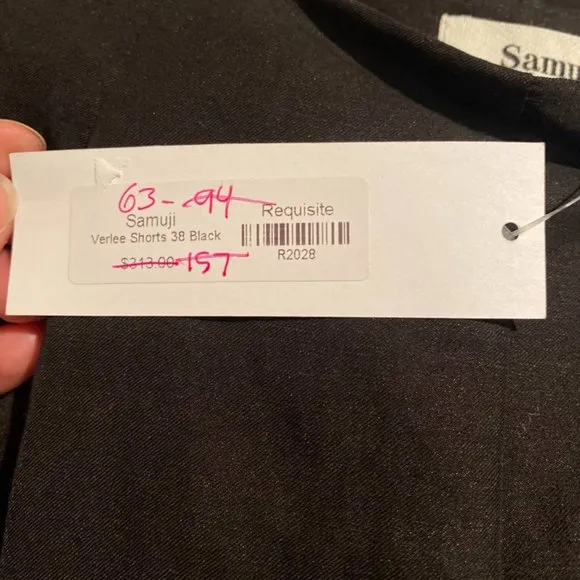 Samu
63- 94
Samuji
Requisite
Verlee Shorts 38 Black
$313.00 157
R2028